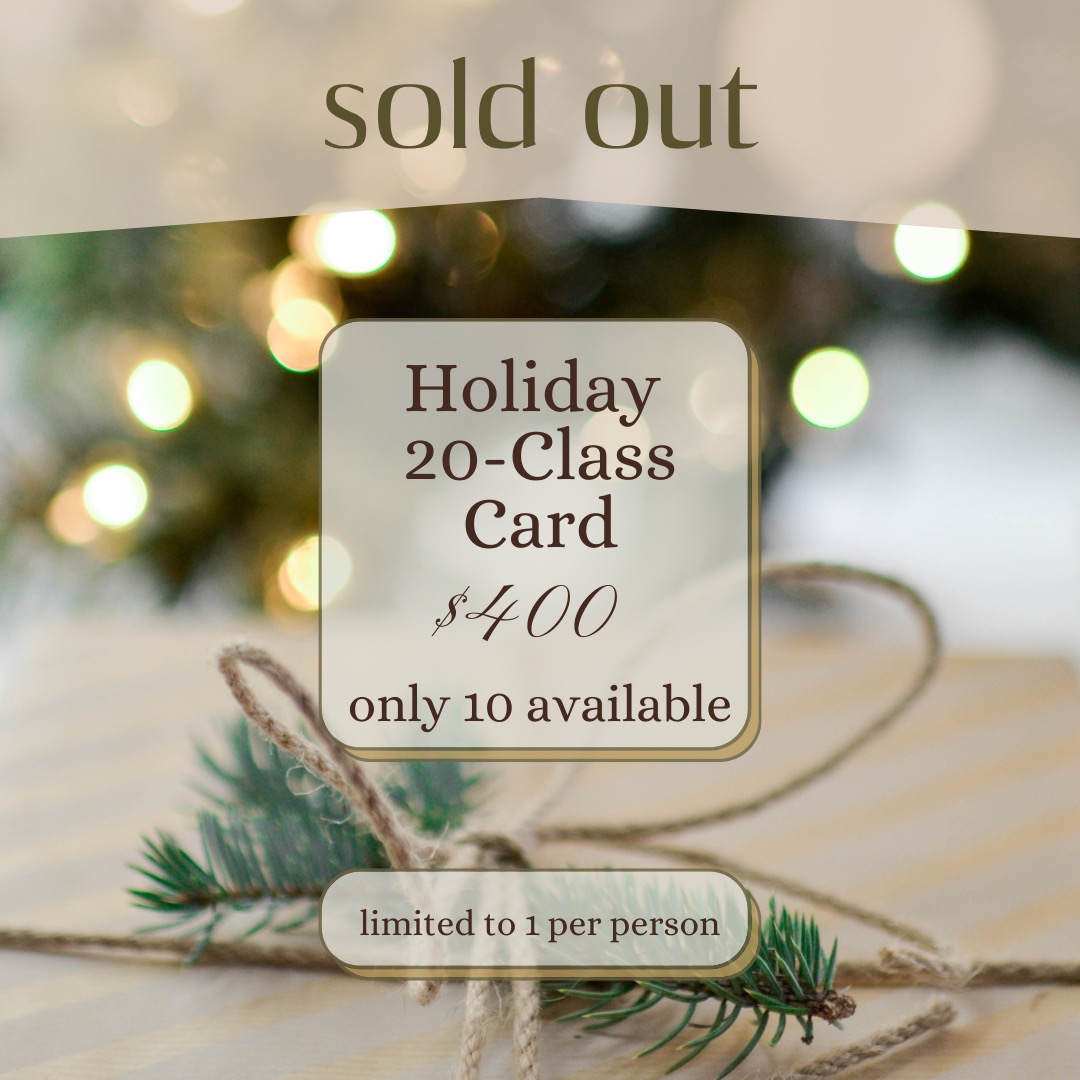 sold out
Holiday
20-Class
Card
$400
only 10 available
limited to 1 per person